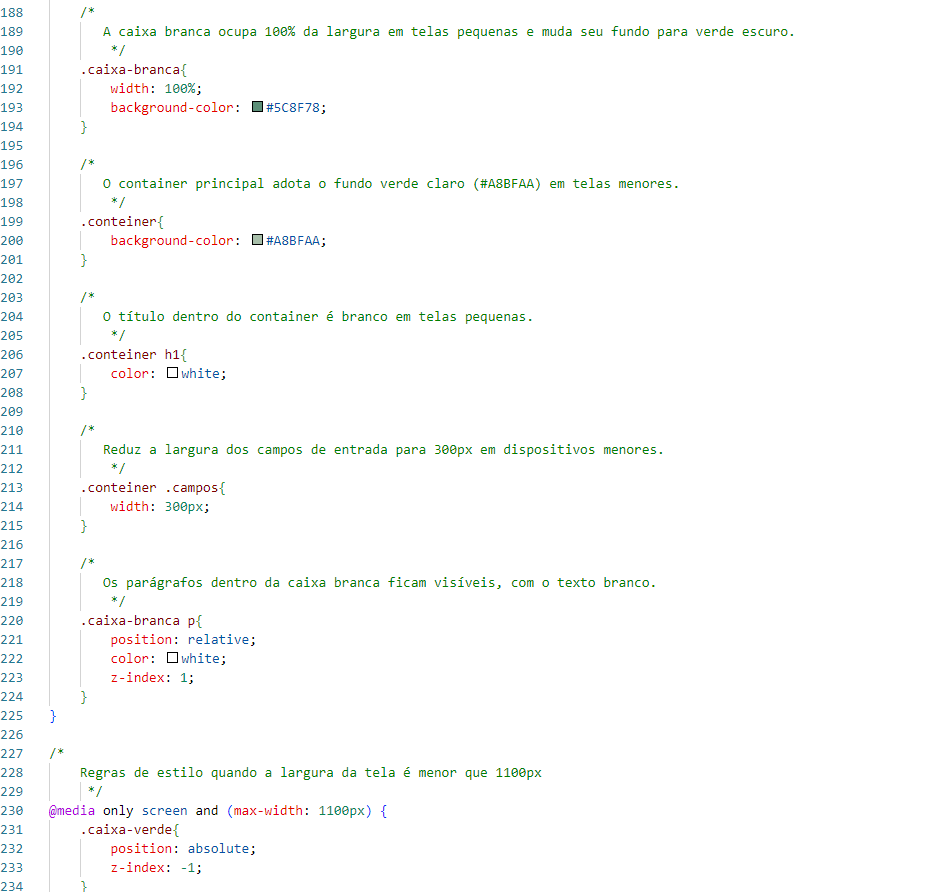 188 /*
189 A caixa branca ocupa 100% da largura em telas pequenas e muda seu fundo para verde escuro.
190 */
191 .caixa-branca{
192 width: 100%;
193 background-color: #5C8F78;
194 }
195
196 /*
197 O container principal adota o fundo verde claro (#A8BFAA) em telas menores.
198 */
199 .conteiner{
200 background-color: #A8BFAA;
201 }
202
203 /*
204 O título dentro do container é branco em telas pequenas.
205 */
206 .conteiner h1{
207 color: white;
208 }
209
210 /*
211 Reduz a largura dos campos de entrada para 300px em dispositivos menores.
212 */
213 .conteiner .campos{
214 width: 300px;
215 }
216
217 /*
218 Os parágrafos dentro da caixa branca ficam visíveis, com o texto branco.
219 */
220 .caixa-branca p{
221 position: relative;
222 color: white;
223 z-index: 1;
224 }
225 }
226
227 /*
228 Regras de estilo quando a largura da tela é menor que 1100px
229 */
230 @media only screen and (max-width: 1100px) {
231 .caixa-verde{
232 position: absolute;
233 z-index: -1;
234 }